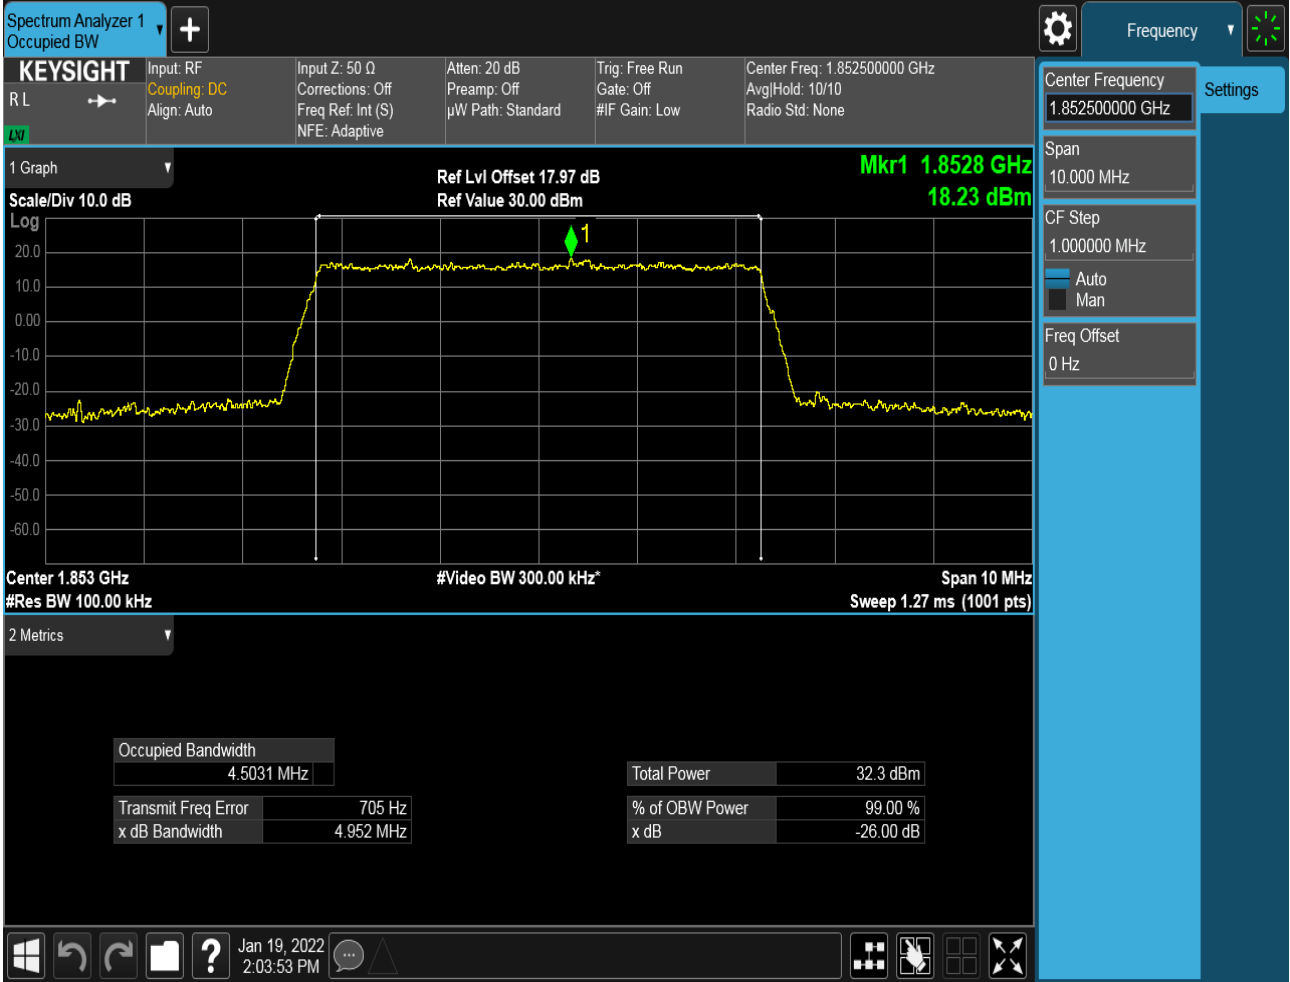 Spectrum Analyzer 1
Occupied BW
Frequency
KEYSIGHT
R L
LXI
Input: RF
Coupling: DC
Align: Auto
Input Z: 50 Ω
Corrections: Off
Freq Ref: Int (S)
NFE: Adaptive
Atten: 20 dB
Preamp: Off
µW Path: Standard
Trig: Free Run
Gate: Off
#IF Gain: Low
Center Freq: 1.852500000 GHz
Avg|Hold: 10/10
Radio Std: None
Center Frequency
1.852500000 GHz
Settings
Span
10.000 MHz
CF Step
1.000000 MHz
Auto
Man
Freq Offset
0 Hz
1 Graph
Ref Lvl Offset 17.97 dB
Mkr1 1.8528 GHz
Scale/Div 10.0 dB
Ref Value 30.00 dBm
18.23 dBm
Log
1
20.0
10.0
0.00
-10.0
-20.0
-30.0
-40.0
-50.0
-60.0
Center 1.853 GHz
#Video BW 300.00 kHz*
Span 10 MHz
#Res BW 100.00 kHz
Sweep 1.27 ms (1001 pts)
2 Metrics
Occupied Bandwidth
4.5031 MHz
Total Power 32.3 dBm
Transmit Freq Error 705 Hz
% of OBW Power 99.00 %
x dB Bandwidth 4.952 MHz
x dB -26.00 dB
?
Jan 19, 2022
2:03:53 PM